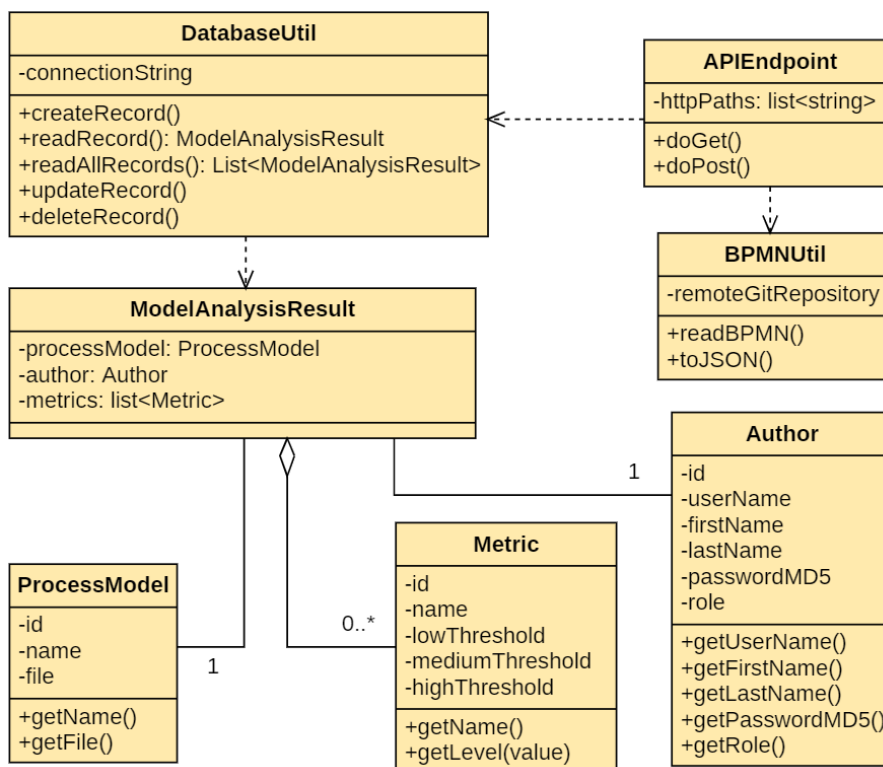 DatabaseUtil
-connectionString
+createRecord()
+readRecord(): ModelAnalysisResult
+readAllRecords(): List<ModelAnalysisResult>
+updateRecord()
+deleteRecord()
APIEndpoint
-httpPaths: list<string>
+doGet()
+doPost()
BPMNUtil
-remoteGitRepository
+readBPMN()
+toJSON()
ModelAnalysisResult
-processModel: ProcessModel
-author: Author
-metrics: list<Metric>
1
0..*
1
ProcessModel
-id
-name
-file
+getName()
+getFile()
Metric
-id
-name
-lowThreshold
-mediumThreshold
-highThreshold
+getName()
+getLevel(value)
Author
-id
-userName
-firstName
-lastName
-passwordMD5
-role
+getUserName()
+getFirstName()
+getLastName()
+getPasswordMD5()
+getRole()